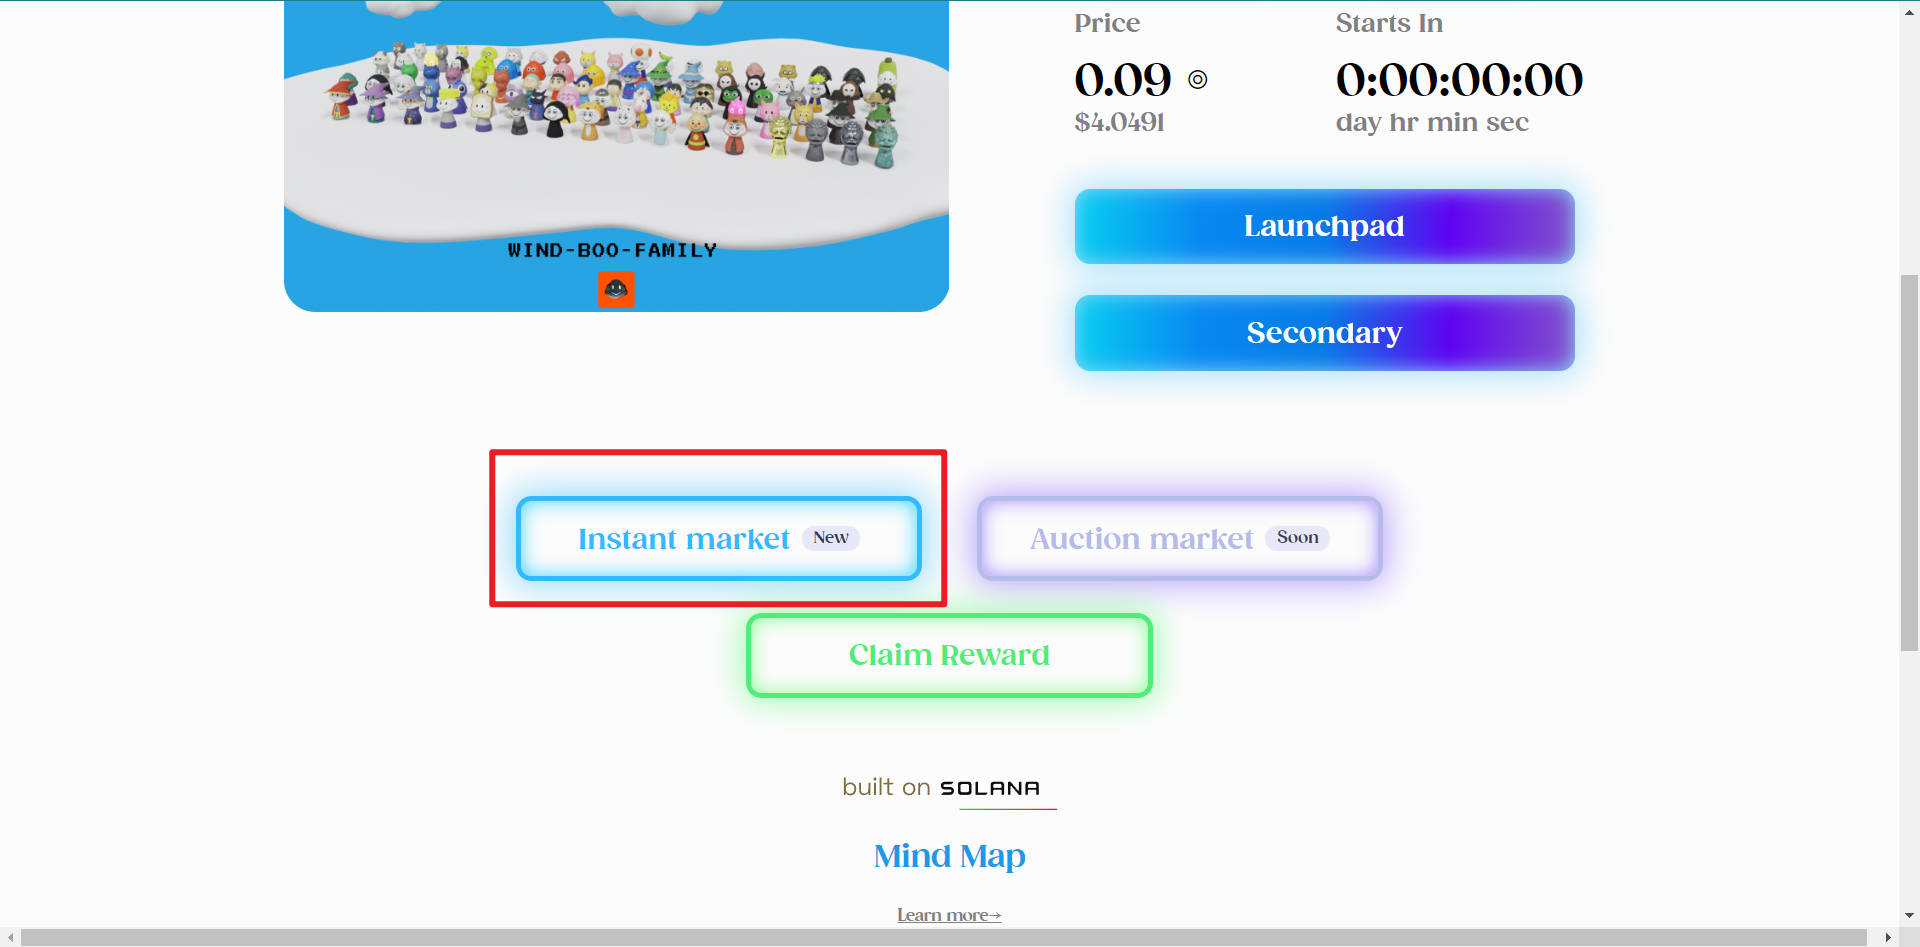 WIND-BOO-FAMILY
Price
0.09
$4.0491
Starts In
0:00:00:00
day hr min sec
Launchpad
Secondary
Instant market New
Auction market Soon
Claim Reward
built on SOLANA
Mind Map
Learn more→